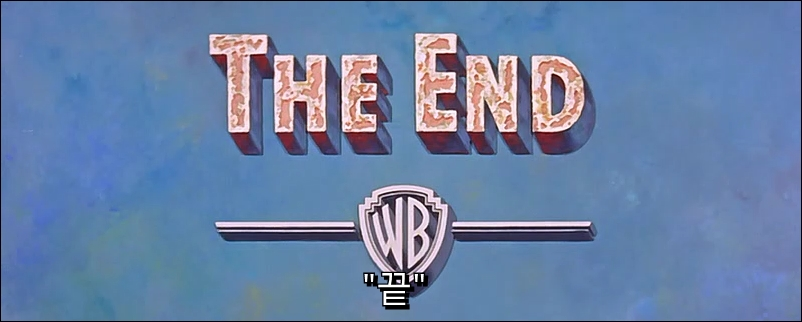 THE END
WB
"끝"